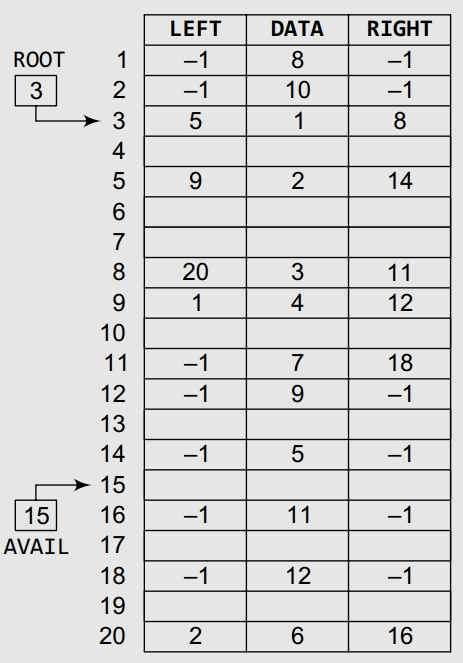 LEFT DATA RIGHT
ROOT 1 –1 8 –1
3 2 –1 10 –1
3 5 1 8
4
5 9 2 14
6
7
8 20 3 11
9 1 4 12
10
11 –1 7 18
12 –1 9 –1
13
14 –1 5 –1
15
15 16 –1 11 –1
AVAIL 17
18 –1 12 –1
19
20 2 6 16